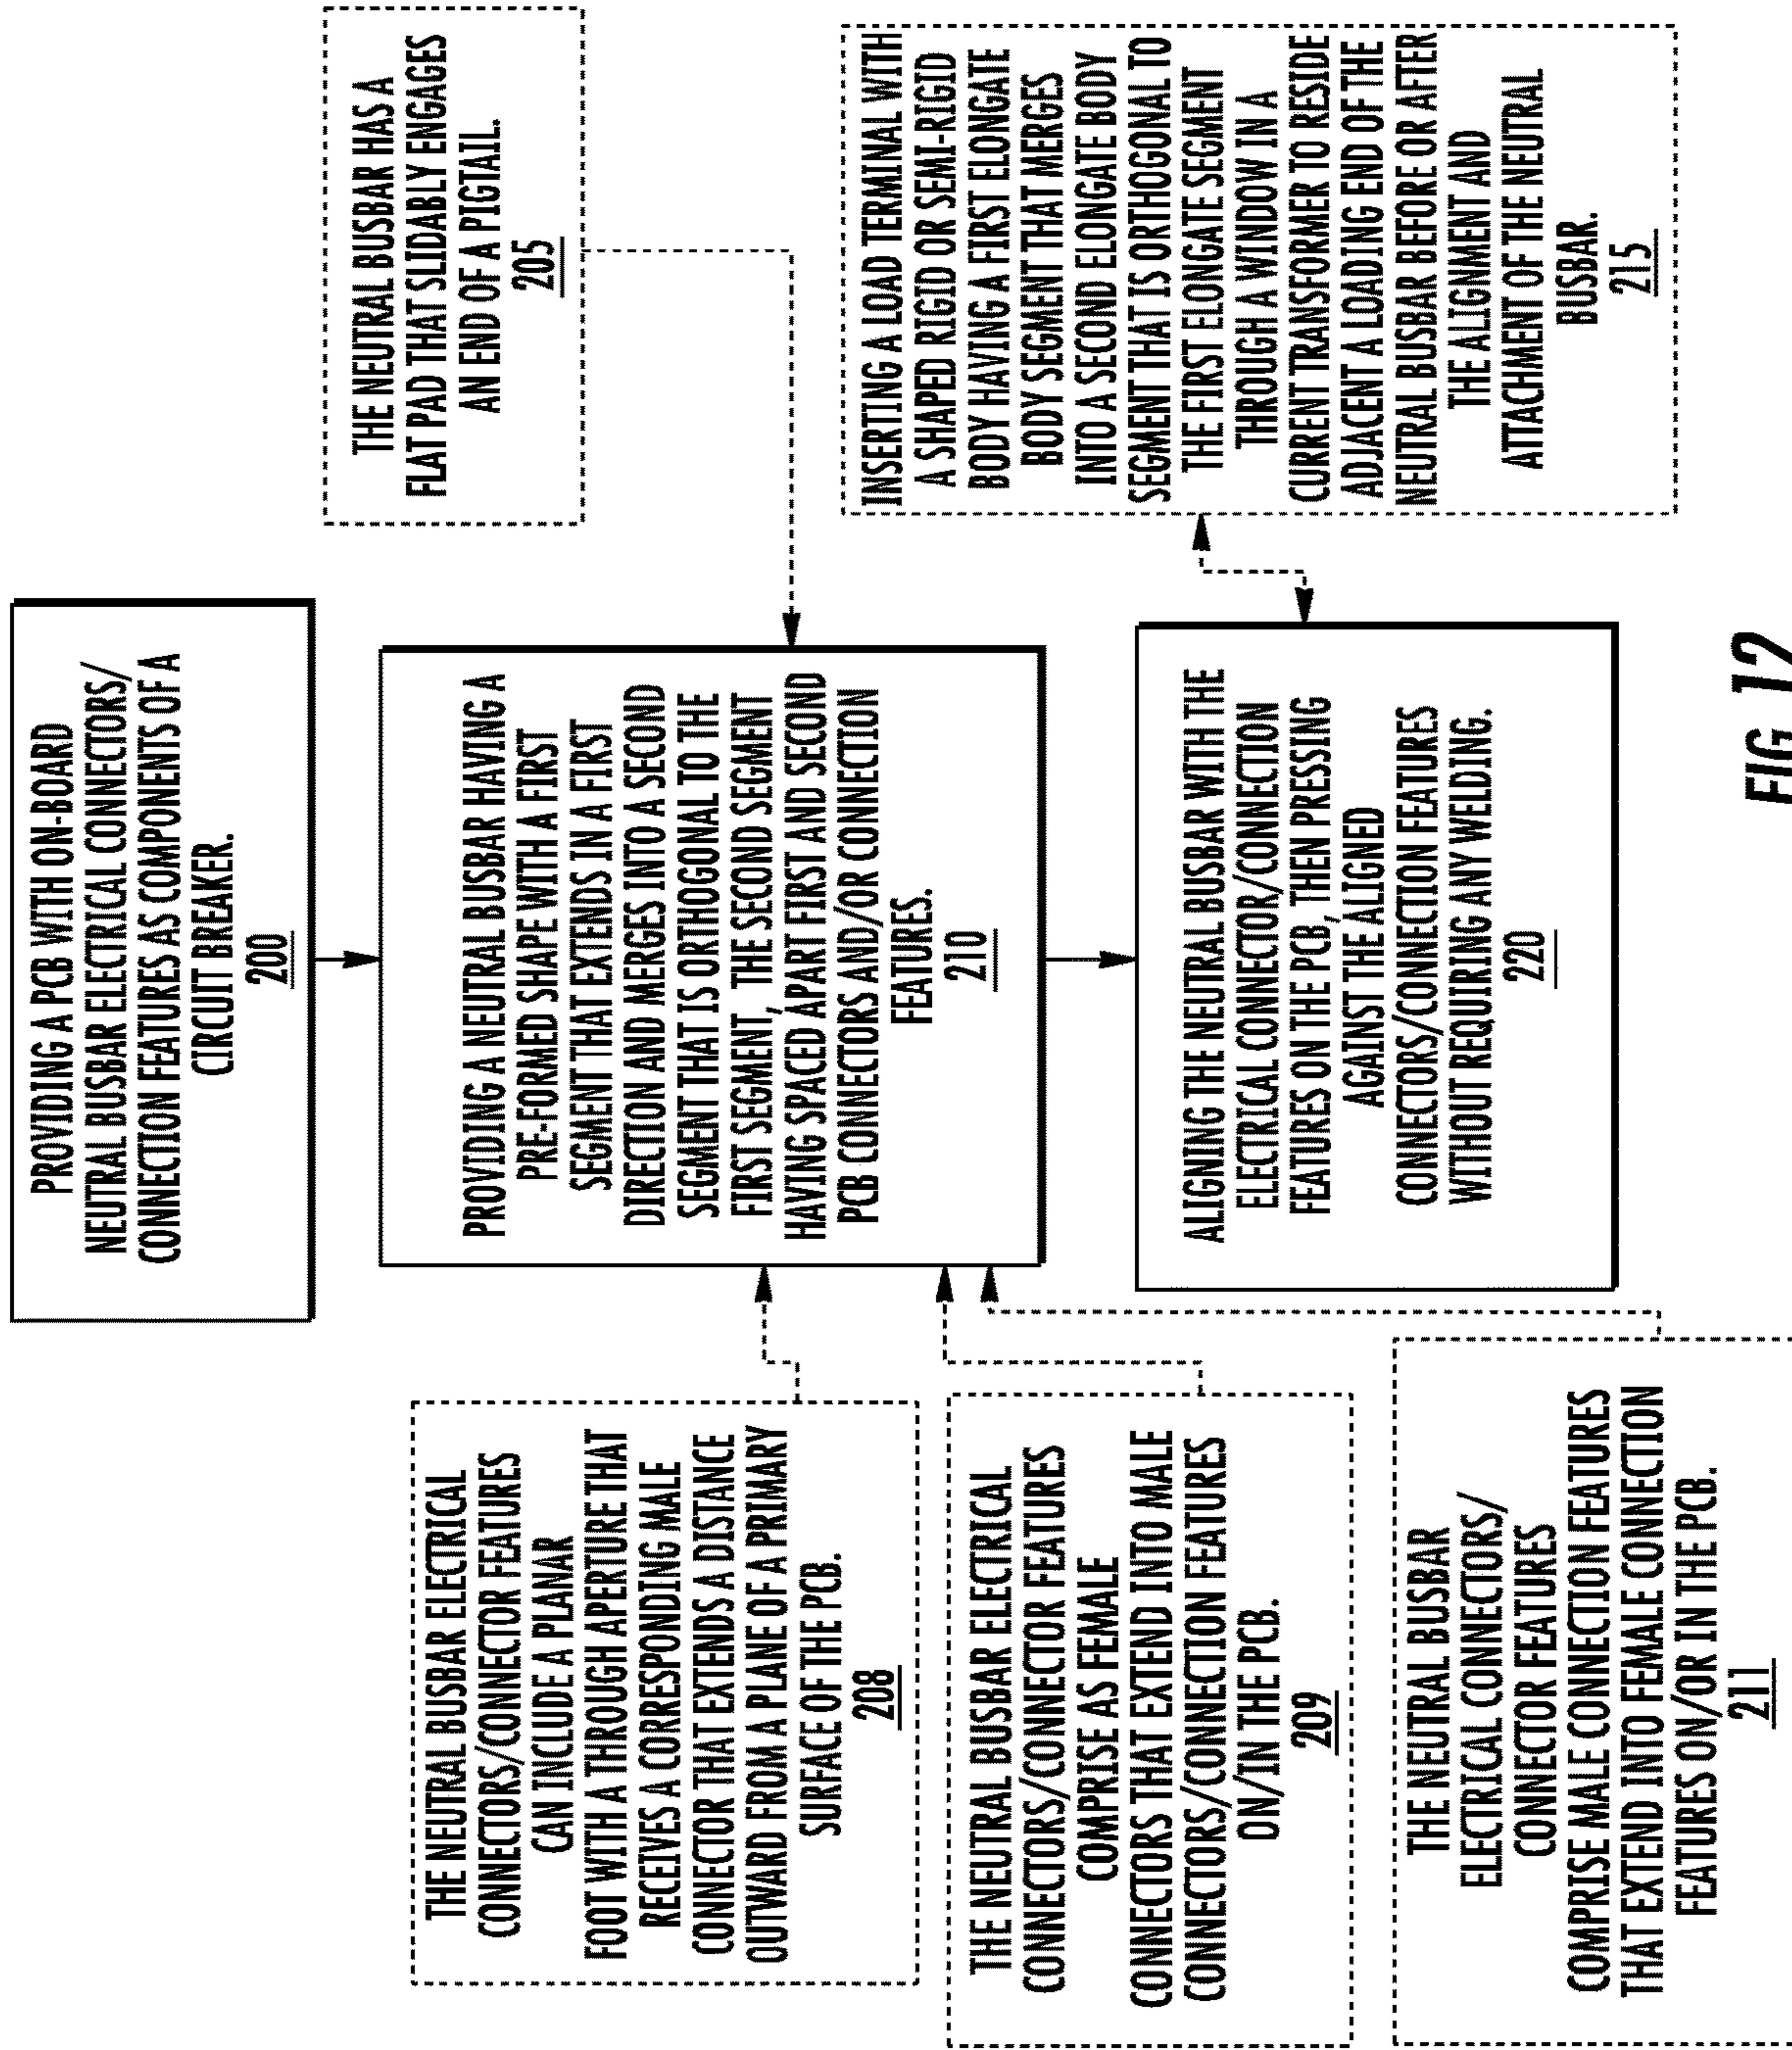 PROVIDING A PCB WITH ON-BOARD
NEUTRAL BUSBAR ELECTRICAL CONNECTORS/
CONNECTION FEATURES AS COMPONENTS OF A
CIRCUIT BREAKER.
200
THE NEUTRAL BUSBAR HAS A
FLAT PAD THAT SLIDABLY ENGAGES
AN END OF A PIGTAIL.
205
PROVIDING A NEUTRAL BUSBAR HAVING A
PRE-FORMED SHAPE WITH A FIRST
SEGMENT THAT EXTENDS IN A FIRST
DIRECTION AND MERGES INTO A SECOND
SEGMENT THAT IS ORTHOGONAL TO THE
FIRST SEGMENT, THE SECOND SEGMENT
HAVING SPACED APART FIRST AND SECOND
PCB CONNECTORS AND/OR CONNECTION
FEATURES.
210
THE NEUTRAL BUSBAR ELECTRICAL
CONNECTORS/CONNECTOR FEATURES
CAN INCLUDE A PLANAR
FOOT WITH A THROUGH APERTURE THAT
RECEIVES A CORRESPONDING MALE
CONNECTOR THAT EXTENDS A DISTANCE
OUTWARD FROM A PLANE OF A PRIMARY
SURFACE OF THE PCB.
208
THE NEUTRAL BUSBAR ELECTRICAL
CONNECTORS/CONNECTOR FEATURES
COMPRISE AS FEMALE
CONNECTORS THAT EXTEND INTO MALE
CONNECTORS/CONNECTION FEATURES
ON/IN THE PCB.
209
THE NEUTRAL BUSBAR
ELECTRICAL CONNECTORS/
CONNECTOR FEATURES
COMPRISE MALE CONNECTION FEATURES
THAT EXTEND INTO FEMALE CONNECTION
FEATURES ON/OR IN THE PCB.
211
INSERTING A LOAD TERMINAL WITH
A SHAPED RIGID OR SEMI-RIGID
BODY HAVING A FIRST ELONGATE
BODY SEGMENT THAT MERGES
INTO A SECOND ELONGATE BODY
SEGMENT THAT IS ORTHOGONAL TO
THE FIRST ELONGATE SEGMENT
THROUGH A WINDOW IN A
CURRENT TRANSFORMER TO RESIDE
ADJACENT A LOADING END OF THE
NEUTRAL BUSBAR BEFORE OR AFTER
THE ALIGNMENT AND
ATTACHMENT OF THE NEUTRAL
BUSBAR.
215
ALIGNING THE NEUTRAL BUSBAR WITH THE
ELECTRICAL CONNECTOR/CONNECTION
FEATURES ON THE PCB, THEN PRESSING
AGAINST THE ALIGNED
CONNECTORS/CONNECTION FEATURES
WITHOUT REQUIRING ANY WELDING.
220
FIG 12